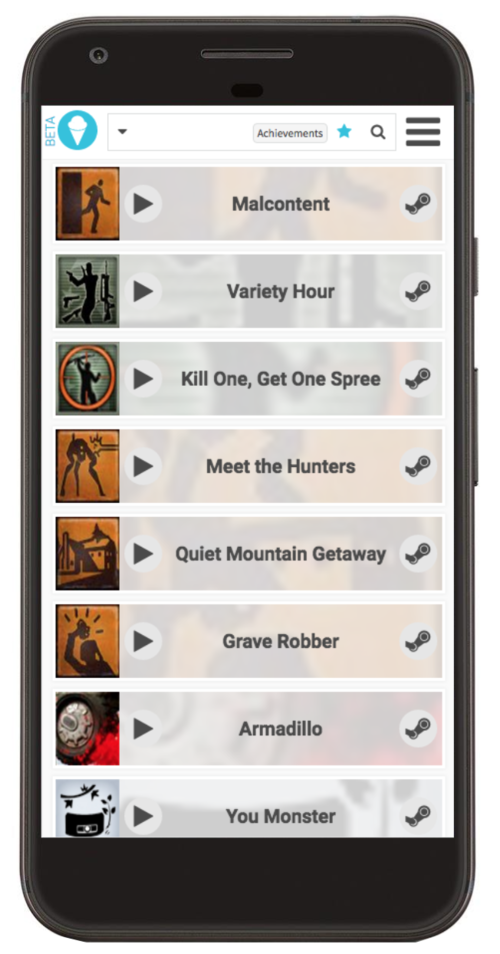 BETA
Achievements
Malcontent
Variety Hour
Kill One, Get One Spree
Meet the Hunters
Quiet Mountain Getaway
Grave Robber
Armadillo
You Monster